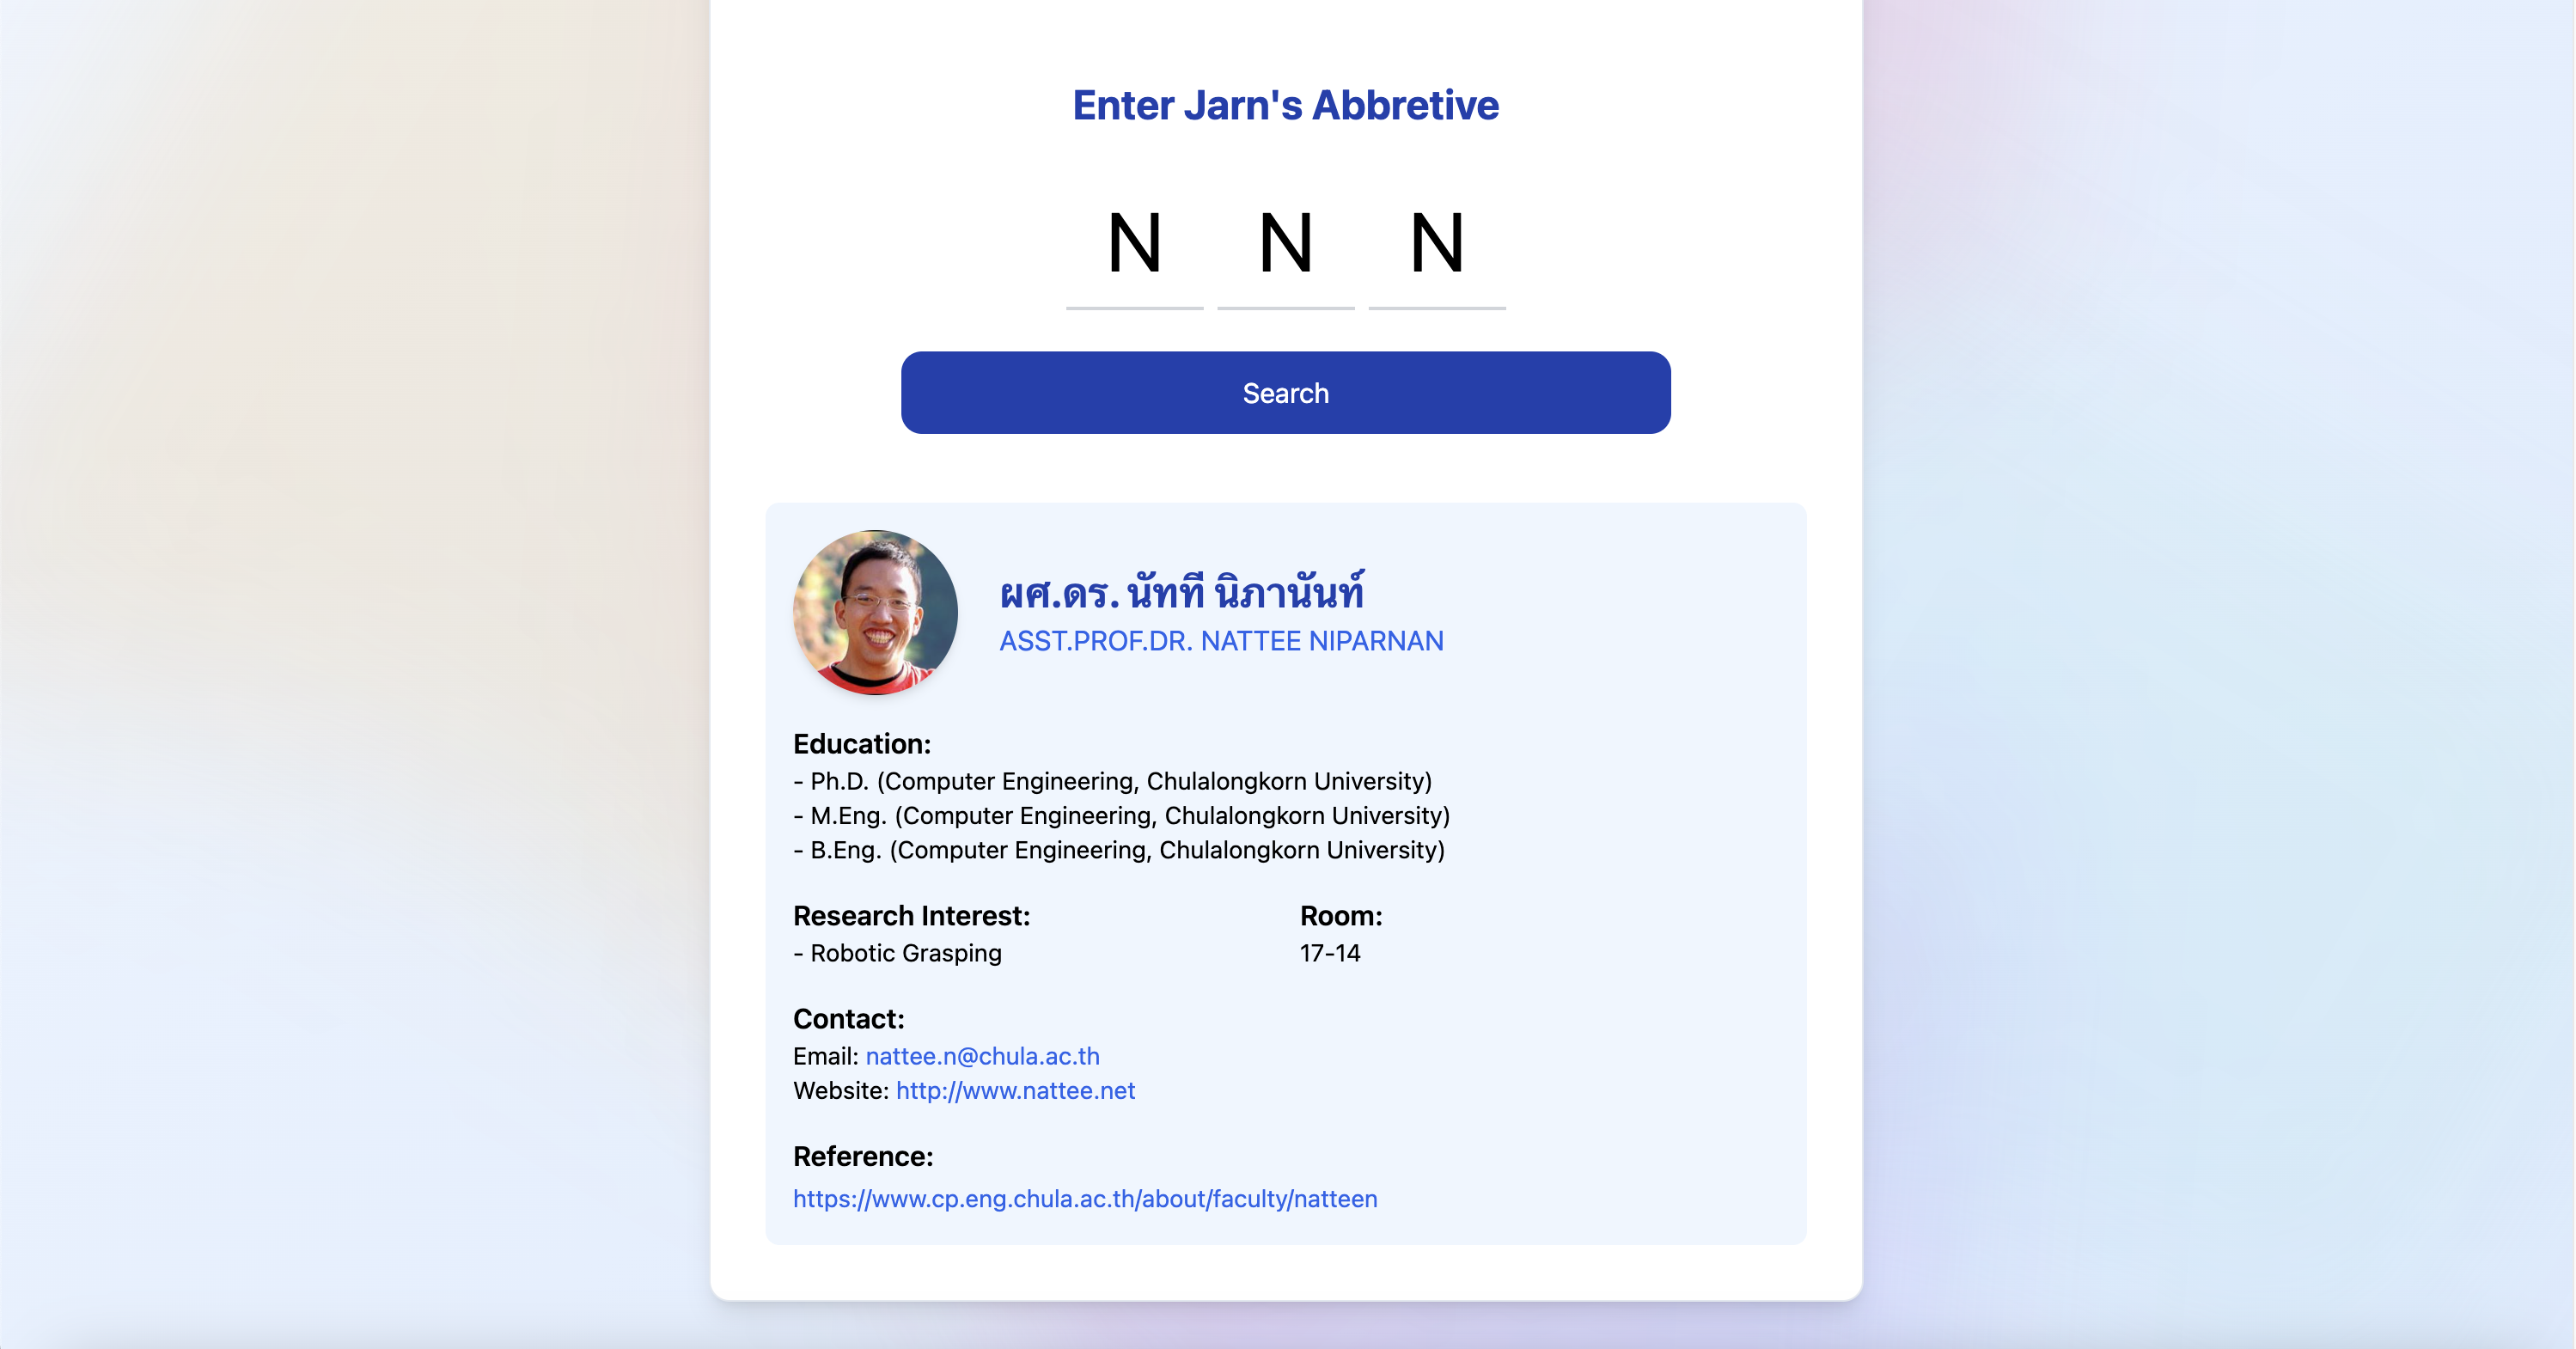 Enter Jarn's Abbretive
N N N
Search
ผศ.ดร. นัทที นิภานันท์
ASST.PROF.DR. NATTEE NIPARNAN
Education:
- Ph.D. (Computer Engineering, Chulalongkorn University)
- M.Eng. (Computer Engineering, Chulalongkorn University)
- B.Eng. (Computer Engineering, Chulalongkorn University)
Research Interest:
- Robotic Grasping
Room:
17-14
Contact:
Email: nattee.n@chula.ac.th
Website: http://www.nattee.net
Reference:
https://www.cp.eng.chula.ac.th/about/faculty/natteen